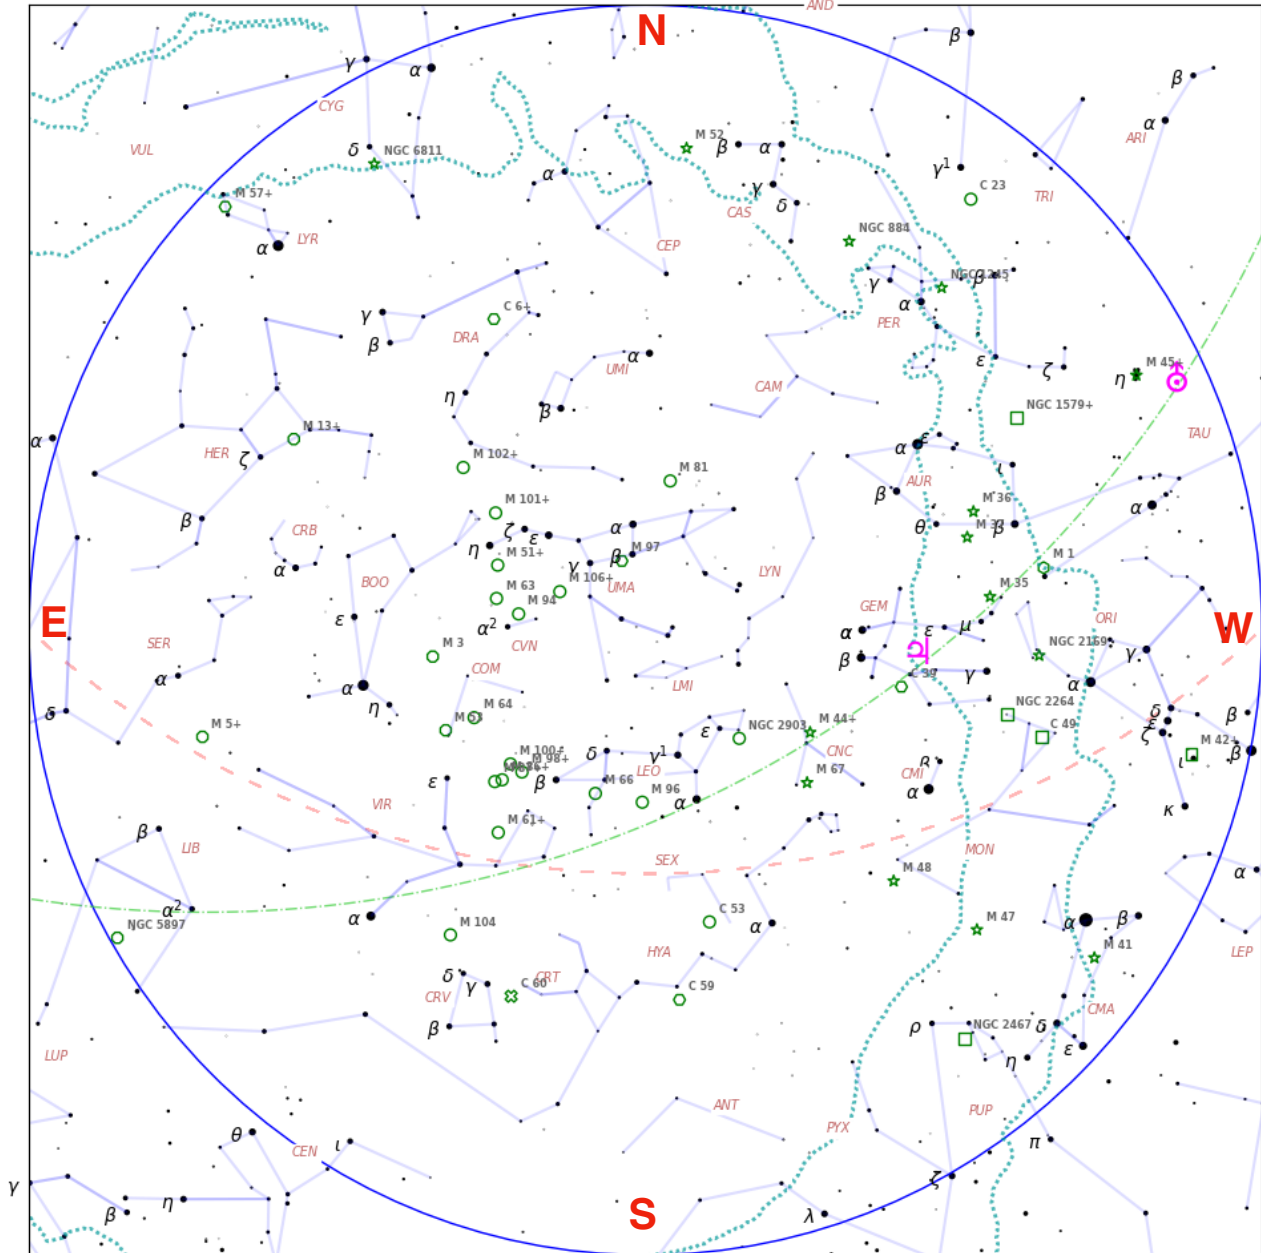 AND
N
β
γ
α
β
CYG
α
ARI
VUL
δ
NGC 6811
M 52
β
α
γ¹
α
γ
C 23
TRI
M 57+
δ
CAS
LYR
α
CEP
NGC 884
NGC 1245
β
γ
α
C 6+
γ
PER
DRA
β
α
UMI
ε
ζ
M 45+
η
CAM
η
β
NGC 1579+
M 13+
TAU
α
HER
ζ
α
ε
M 102+
M 81
ι
AUR
β
M 36
α
M 101+
β
CRB
ζ
α
θ
M 37
β
ε
η
M 97
β
M 51+
γ
M 1
α
BOO
M 106+
UMA
LYN
M 63
M 94
M 35
GEM
ε
α²
ORI
E
α
ε
μ
W
SER
CVN
M 3
NGC 2169
γ
β
COM
C 39
α
γ
α
LMI
α
η
M 64
NGC 2264
δ
δ
β
M 5+
M 53
NGC 2903
M 44+
ε
C 49
ε
ζ
M 42+
M 100+
δ
γ¹
CNC
β
M 98+
β
LEO
M 67
CMI
ι
ε
M 66
α
VIR
M 96
α
κ
M 61+
β
LIB
MON
SEX
M 48
α
α²
α
C 53
α
α
β
NGC 5897
M 104
M 47
HYA
LEP
M 41
δ
CRT
γ
C 60
CRV
C 59
CMA
β
ρ
NGC 2467
δ
LUP
η
ε
ANT
PUP
θ
PYX
CEN
ι
π
γ
ζ
η
β
S
λ